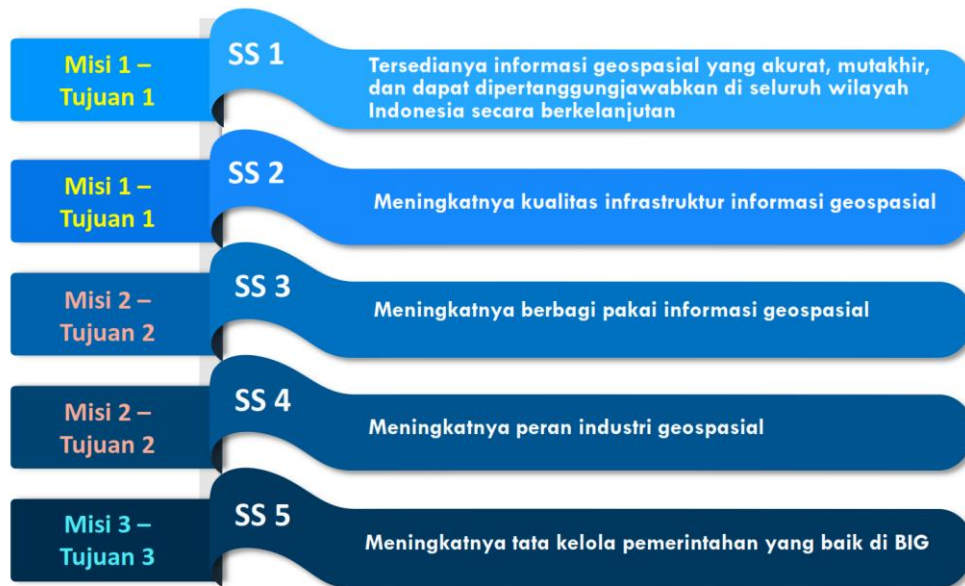 Misi 1 –
Tujuan 1
SS 1
Tersedianya informasi geospasial yang akurat, mutakhir,
dan dapat dipertanggungjawabkan di seluruh wilayah
Indonesia secara berkelanjutan
Misi 1 –
Tujuan 1
SS 2
Meningkatnya kualitas infrastruktur informasi geospasial
Misi 2 –
Tujuan 2
SS 3
Meningkatnya berbagi pakai informasi geospasial
Misi 2 –
Tujuan 2
SS 4
Meningkatnya peran industri geospasial
Misi 3 –
Tujuan 3
SS 5
Meningkatnya tata kelola pemerintahan yang baik di BIG